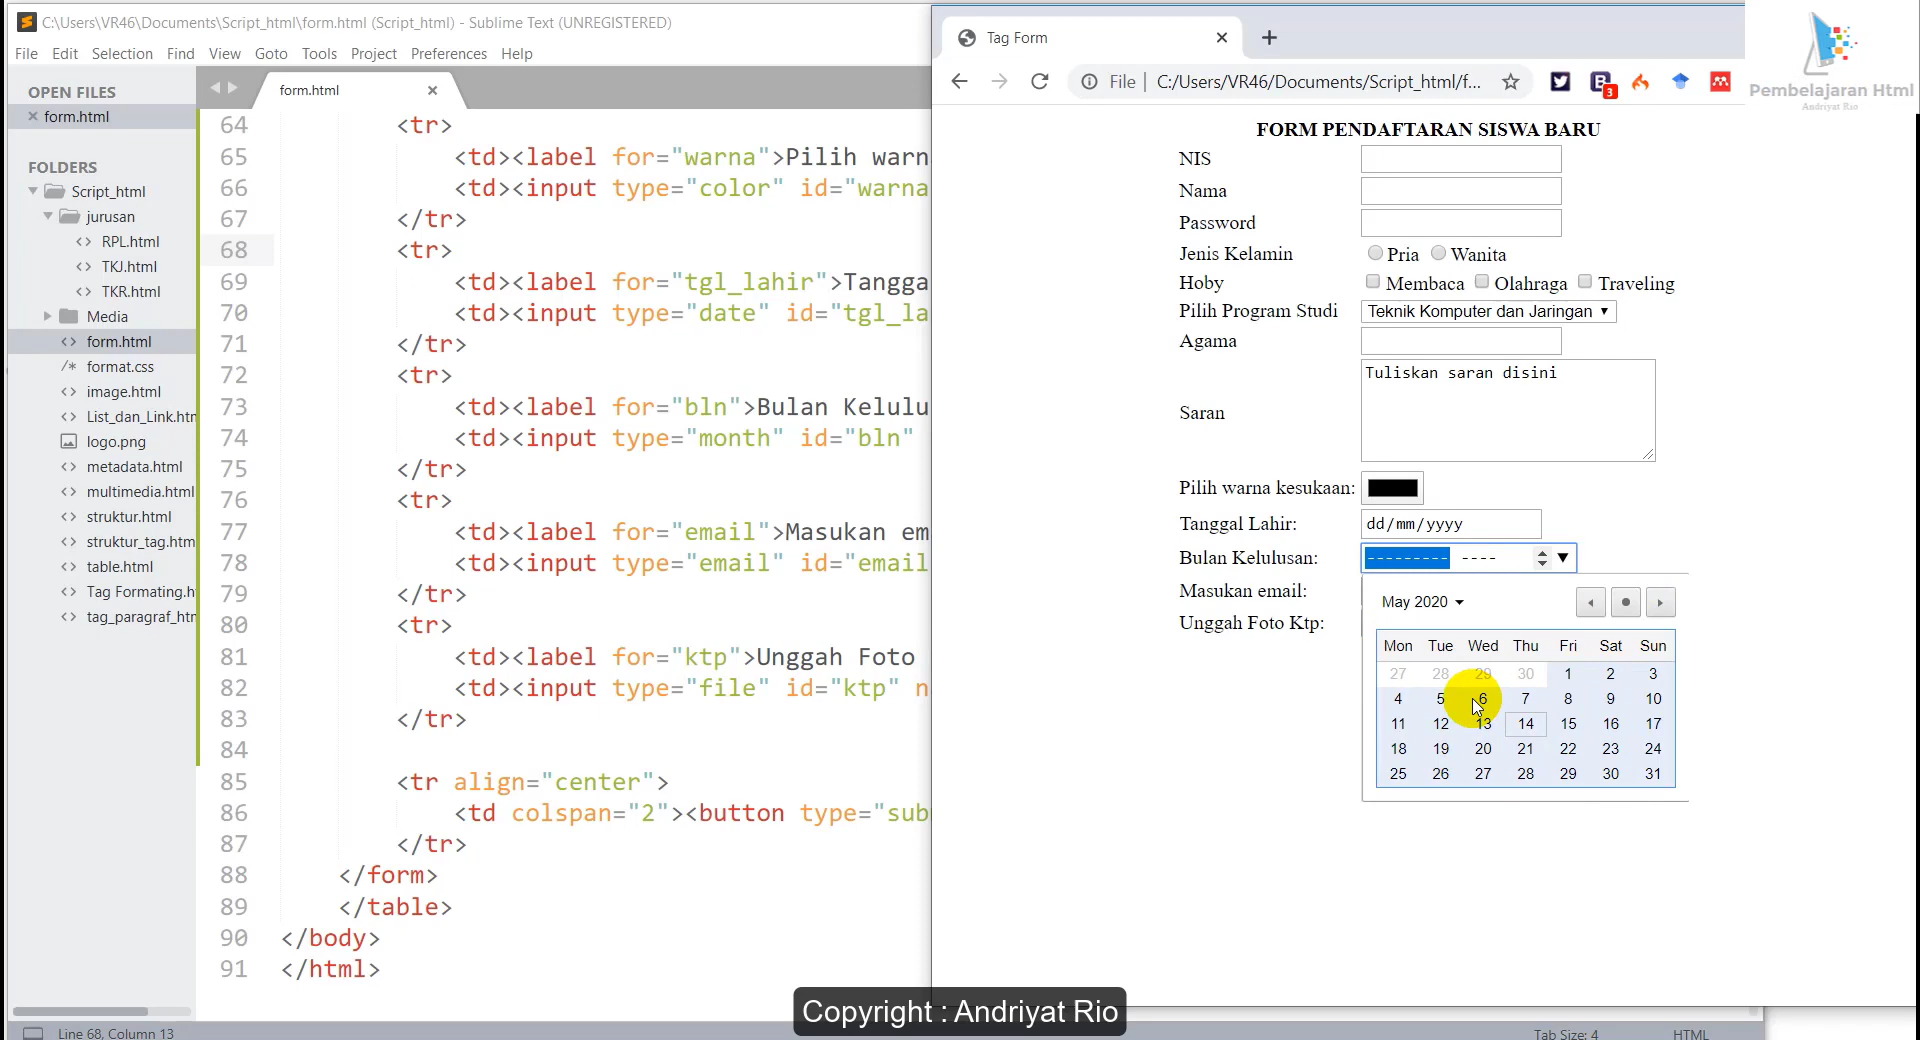 C:\Users\VR46\Documents\Script_html\form.html (Script_html) - Sublime Text (UNREGISTERED)
File Edit Selection Find View Goto Tools Project Preferences Help
OPEN FILES
form.html
FOLDERS
Script_html
jurusan
RPL.html
TKJ.html
TKR.html
Media
form.html
format.css
image.html
List_dan_Link.htm
logo.png
metadata.html
multimedia.html
struktur.html
struktur_tag.htm
table.html
Tag Formating.h
tag_paragraf_htm
form.html
64 <tr>
65 <td><label for="warna">Pilih warn
66 <td><input type="color" id="warna
67 </tr>
68 <tr>
69 <td><label for="tgl_lahir">Tangga
70 <td><input type="date" id="tgl_la
71 </tr>
72 <tr>
73 <td><label for="bln">Bulan Kelulu
74 <td><input type="month" id="bln"
75 </tr>
76 <tr>
77 <td><label for="email">Masukan em
78 <td><input type="email" id="email
79 </tr>
80 <tr>
81 <td><label for="ktp">Unggah Foto
82 <td><input type="file" id="ktp" n
83 </tr>
84
85 <tr align="center">
86 <td colspan="2"><button type="sub
87 </tr>
88 </form>
89 </table>
90 </body>
91 </html>
Line 68, Column 13
Tab Size: 4 HTML
Tag Form
File C:/Users/VR46/Documents/Script_html/f...
3
Pembelajaran Html
Andriyat Rio
FORM PENDAFTARAN SISWA BARU
NIS
Nama
Password
Jenis Kelamin Pria Wanita
Hoby Membaca Olahraga Traveling
Pilih Program Studi Teknik Komputer dan Jaringan
Agama
Saran Tuliskan saran disini
Pilih warna kesukaan:
Tanggal Lahir: dd/mm/yyyy
Bulan Kelulusan: --------- ----
Masukan email:
Unggah Foto Ktp:
May 2020
Mon Tue Wed Thu Fri Sat Sun
27 28 29 30 1 2 3
4 5 6 7 8 9 10
11 12 13 14 15 16 17
18 19 20 21 22 23 24
25 26 27 28 29 30 31
Copyright : Andriyat Rio